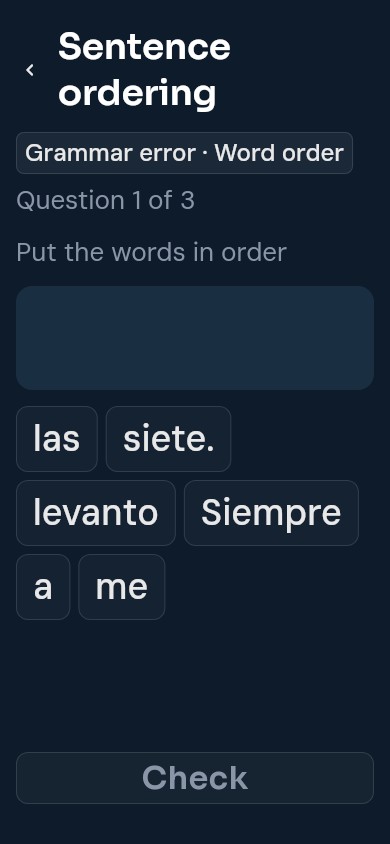 Sentence
ordering
Grammar error · Word order
Question 1 of 3
Put the words in order
las siete.
levanto Siempre
a me
Check